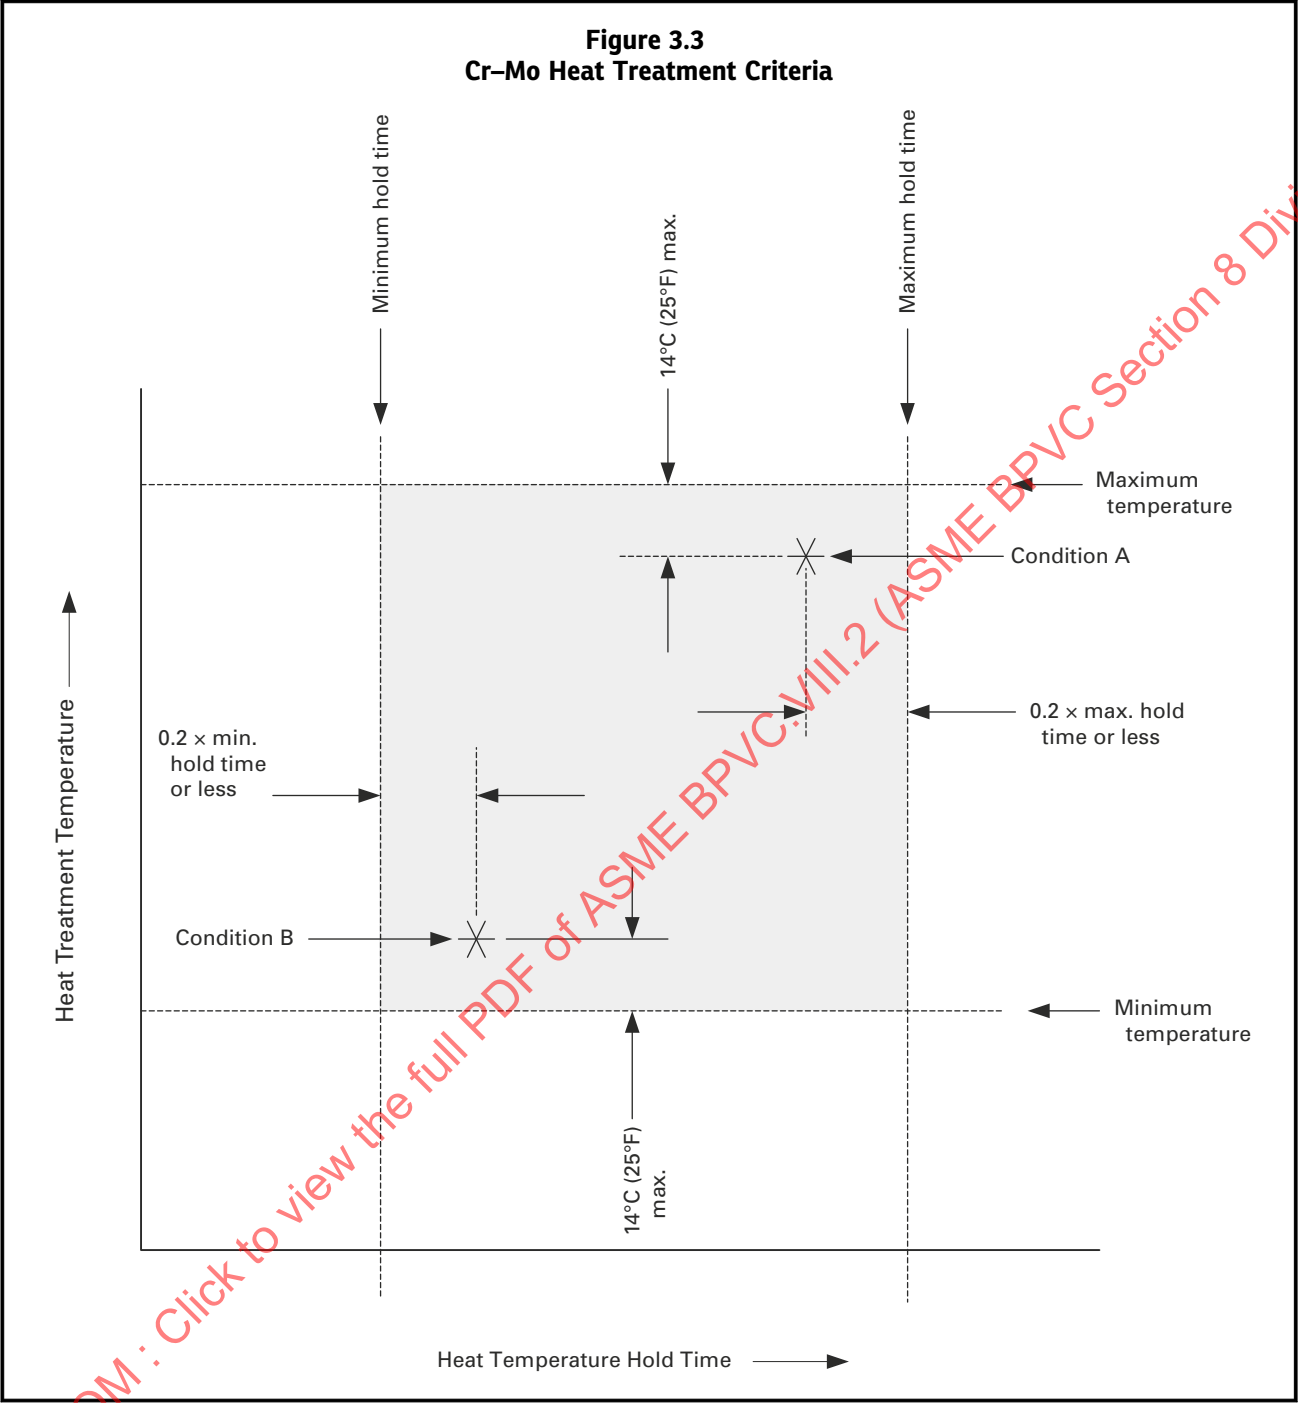 Figure 3.3
Cr–Mo Heat Treatment Criteria
Minimum hold time
14°C (25°F) max.
Maximum hold time
Maximum
temperature
Condition A
0.2 × max. hold
time or less
0.2 × min.
hold time
or less
Condition B
Minimum
temperature
14°C (25°F)
max.
Heat Treatment Temperature
Heat Temperature Hold Time
OM : Click to view the full PDF of ASME BPVC.VIII.2 (ASME BPVC Section 8 Divi